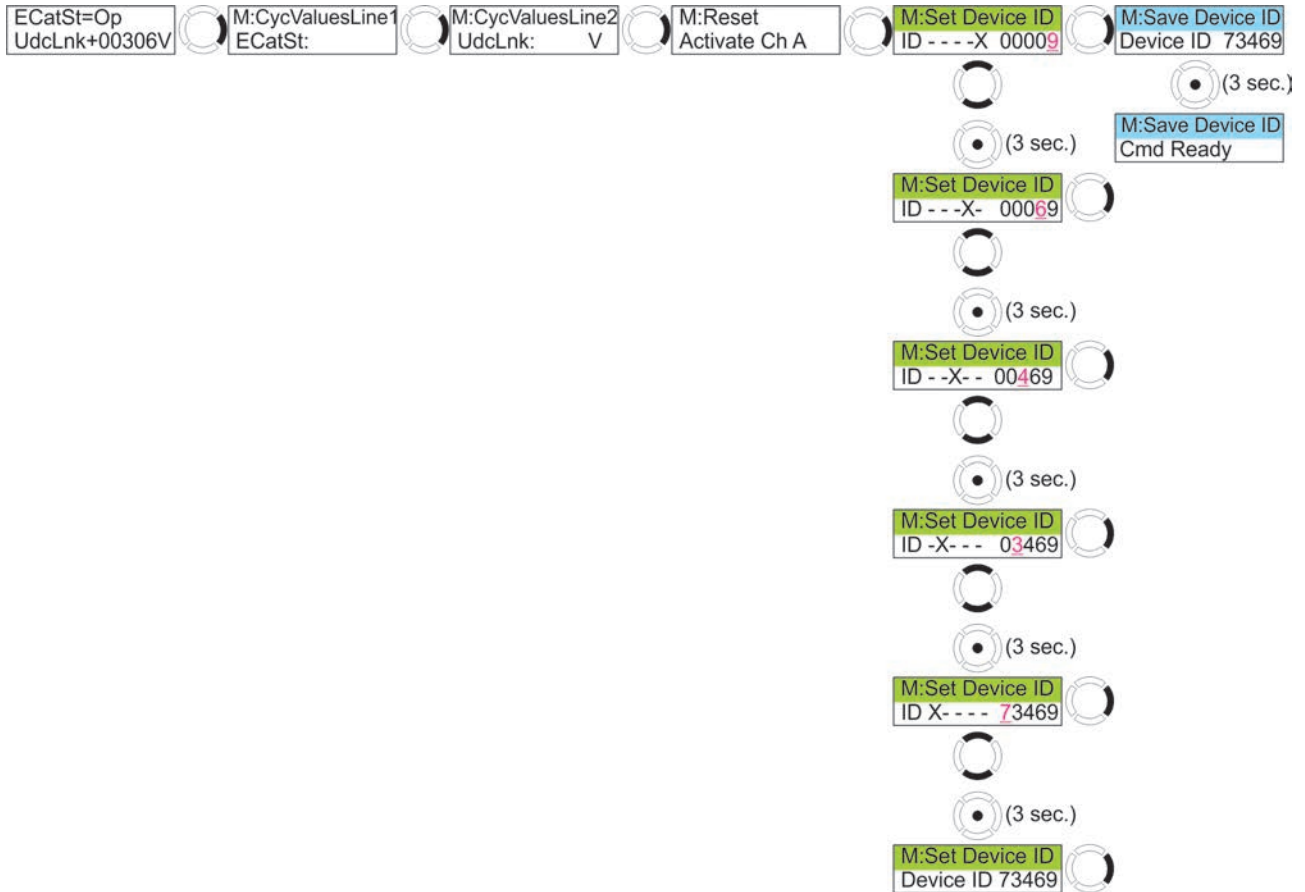 ECatSt=Op
UdcLnk+00306V
M:CycValuesLine1
ECatSt:
M:CycValuesLine2
UdcLnk: V
M:Reset
Activate Ch A
M:Set Device ID
ID - - - -X 00009
M:Save Device ID
Device ID 73469
(3 sec.)
M:Save Device ID
Cmd Ready
(3 sec.)
M:Set Device ID
ID - - -X- 00069
(3 sec.)
M:Set Device ID
ID - -X- - 00469
(3 sec.)
M:Set Device ID
ID -X- - - 03469
(3 sec.)
M:Set Device ID
ID X- - - - 73469
(3 sec.)
M:Set Device ID
Device ID 73469